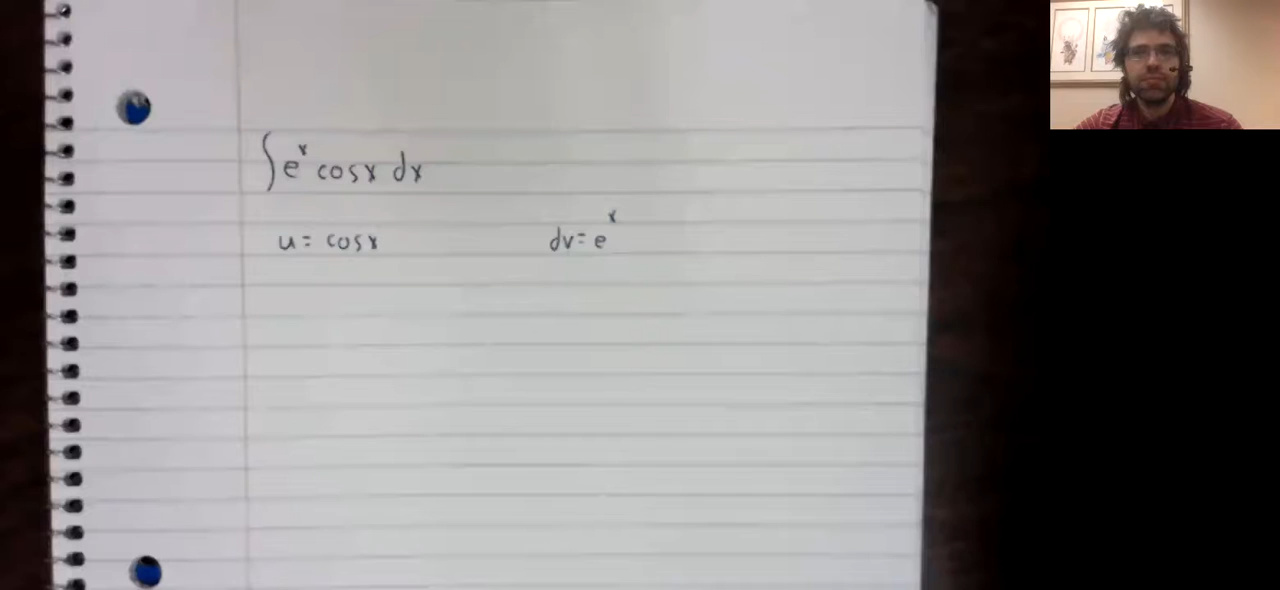 ∫ e^x cos x dx
u = cos x dv = e^x